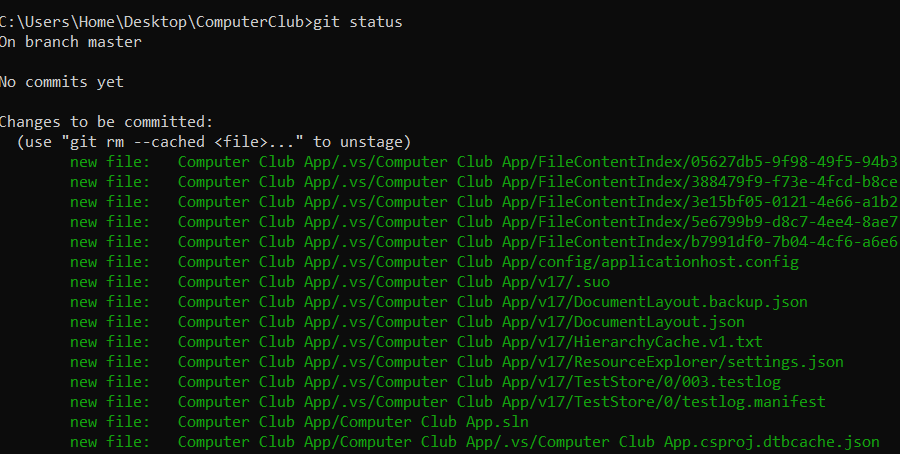 C:\Users\Home\Desktop\ComputerClub>git status
On branch master
No commits yet
Changes to be committed:
(use "git rm --cached <file>..." to unstage)
new file: Computer Club App/.vs/Computer Club App/FileContentIndex/05627db5-9f98-49f5-94b3
new file: Computer Club App/.vs/Computer Club App/FileContentIndex/388479f9-f73e-4fcd-b8ce
new file: Computer Club App/.vs/Computer Club App/FileContentIndex/3e15bf05-0121-4e66-a1b2
new file: Computer Club App/.vs/Computer Club App/FileContentIndex/5e6799b9-d8c7-4ee4-8ae7
new file: Computer Club App/.vs/Computer Club App/FileContentIndex/b7991df0-7b04-4cf6-a6e6
new file: Computer Club App/.vs/Computer Club App/config/applicationhost.config
new file: Computer Club App/.vs/Computer Club App/v17/.suo
new file: Computer Club App/.vs/Computer Club App/v17/DocumentLayout.backup.json
new file: Computer Club App/.vs/Computer Club App/v17/DocumentLayout.json
new file: Computer Club App/.vs/Computer Club App/v17/HierarchyCache.v1.txt
new file: Computer Club App/.vs/Computer Club App/v17/ResourceExplorer/settings.json
new file: Computer Club App/.vs/Computer Club App/v17/TestStore/0/003.testlog
new file: Computer Club App/.vs/Computer Club App/v17/TestStore/0/testlog.manifest
new file: Computer Club App/Computer Club App.sln
new file: Computer Club App/Computer Club App/.vs/Computer Club App.csproj.dtbcache.json